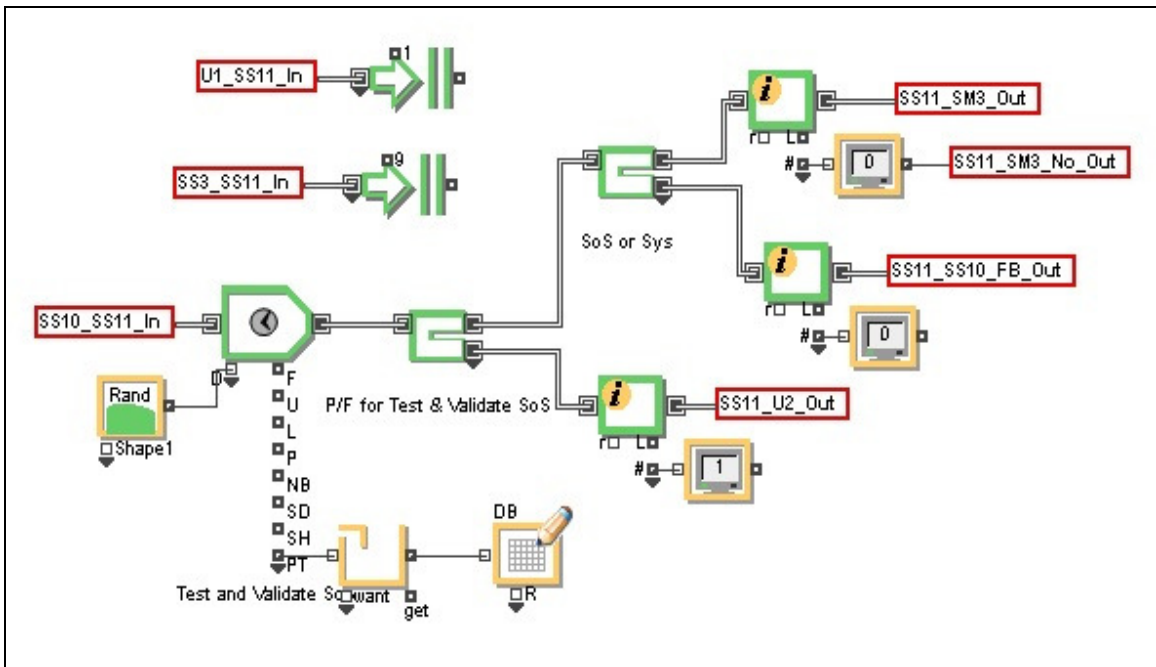 1
U1_SS11_In
SS11_SM3_Out
r L
9
#
0
SS11_SM3_No_Out
SS3_SS11_In
SoS or Sys
SS11_SS10_FB_Out
r L
SS10_SS11_In
#
0
D
F
Rand
U
P/F for Test & Validate SoS
SS11_U2_Out
L
Shape1
r L
P
#
1
NB
SD
DB
SH
PT
Test and Validate
want
R
get